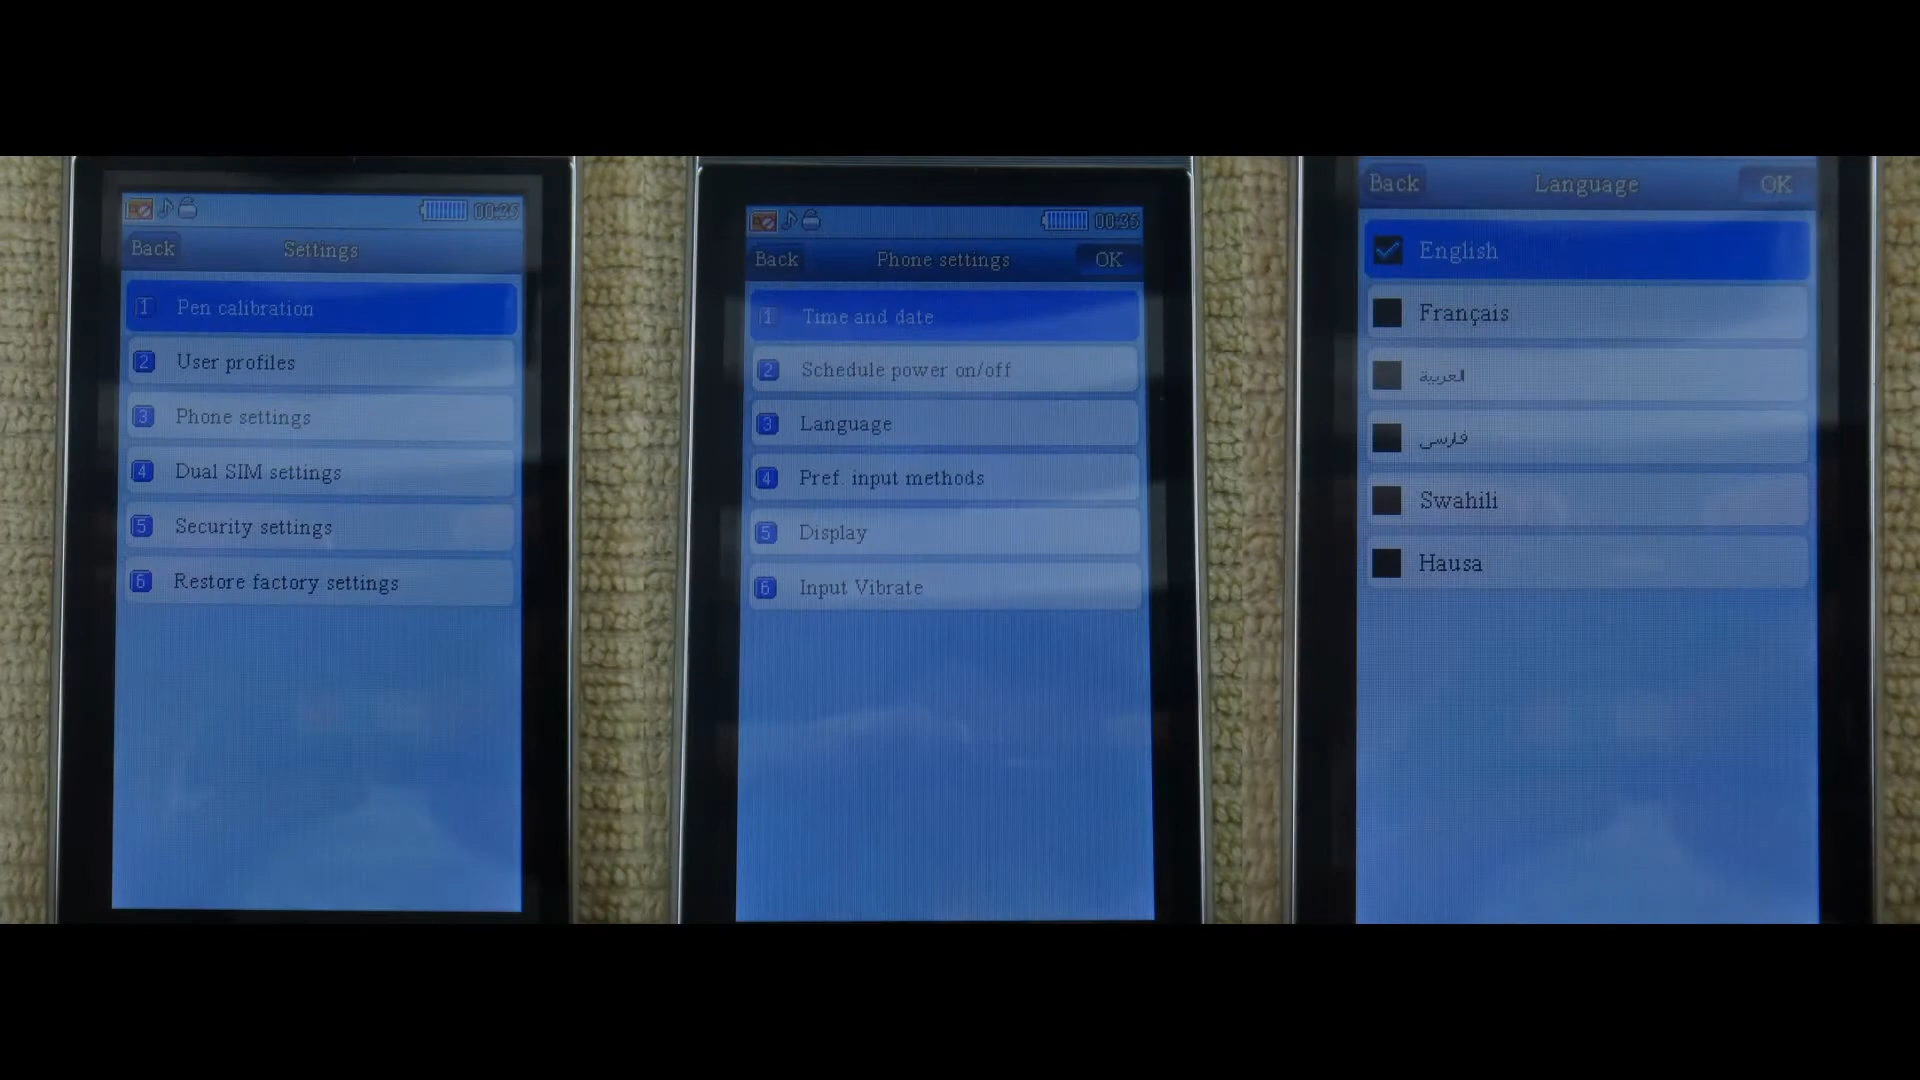 00:35
Back Settings
1 Pen calibration
2 User profiles
3 Phone settings
4 Dual SIM settings
5 Security settings
6 Restore factory settings
00:35
Back Phone settings OK
1 Time and date
2 Schedule power on/off
3 Language
4 Pref. input methods
5 Display
6 Input Vibrate
Back Language OK
English
Français
العربية
فارسی
Swahili
Hausa